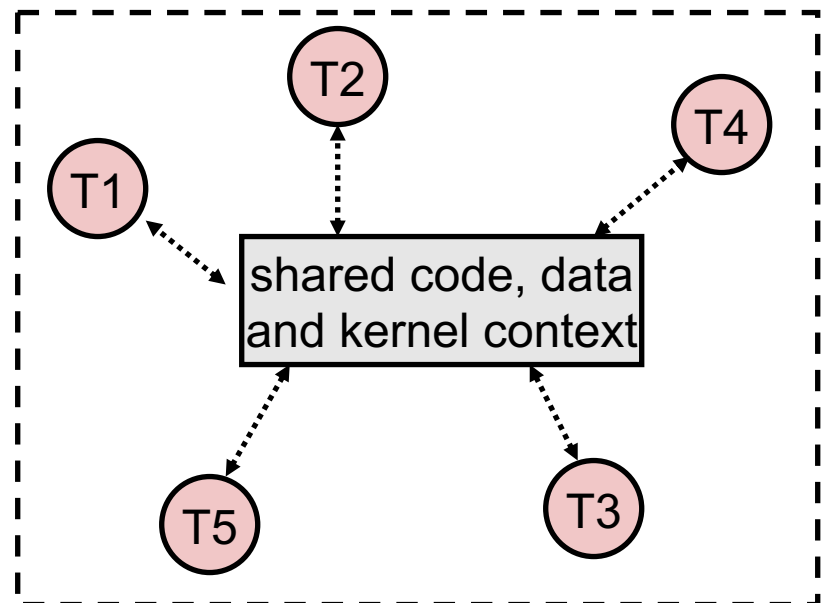 T2
T4
T1
shared code, data
and kernel context
T5
T3